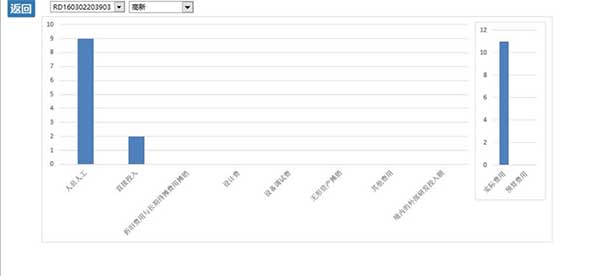 返回 RD160302203903 高新
10
9
8
7
6
5
4
3
2
1
0
人员人工
直接投入
折旧费用与长期待摊费用摊销
设计费
设备调试费
无形资产摊销
其他费用
境内的外部研发投入额
12
10
8
6
4
2
0
实际费用
预算费用